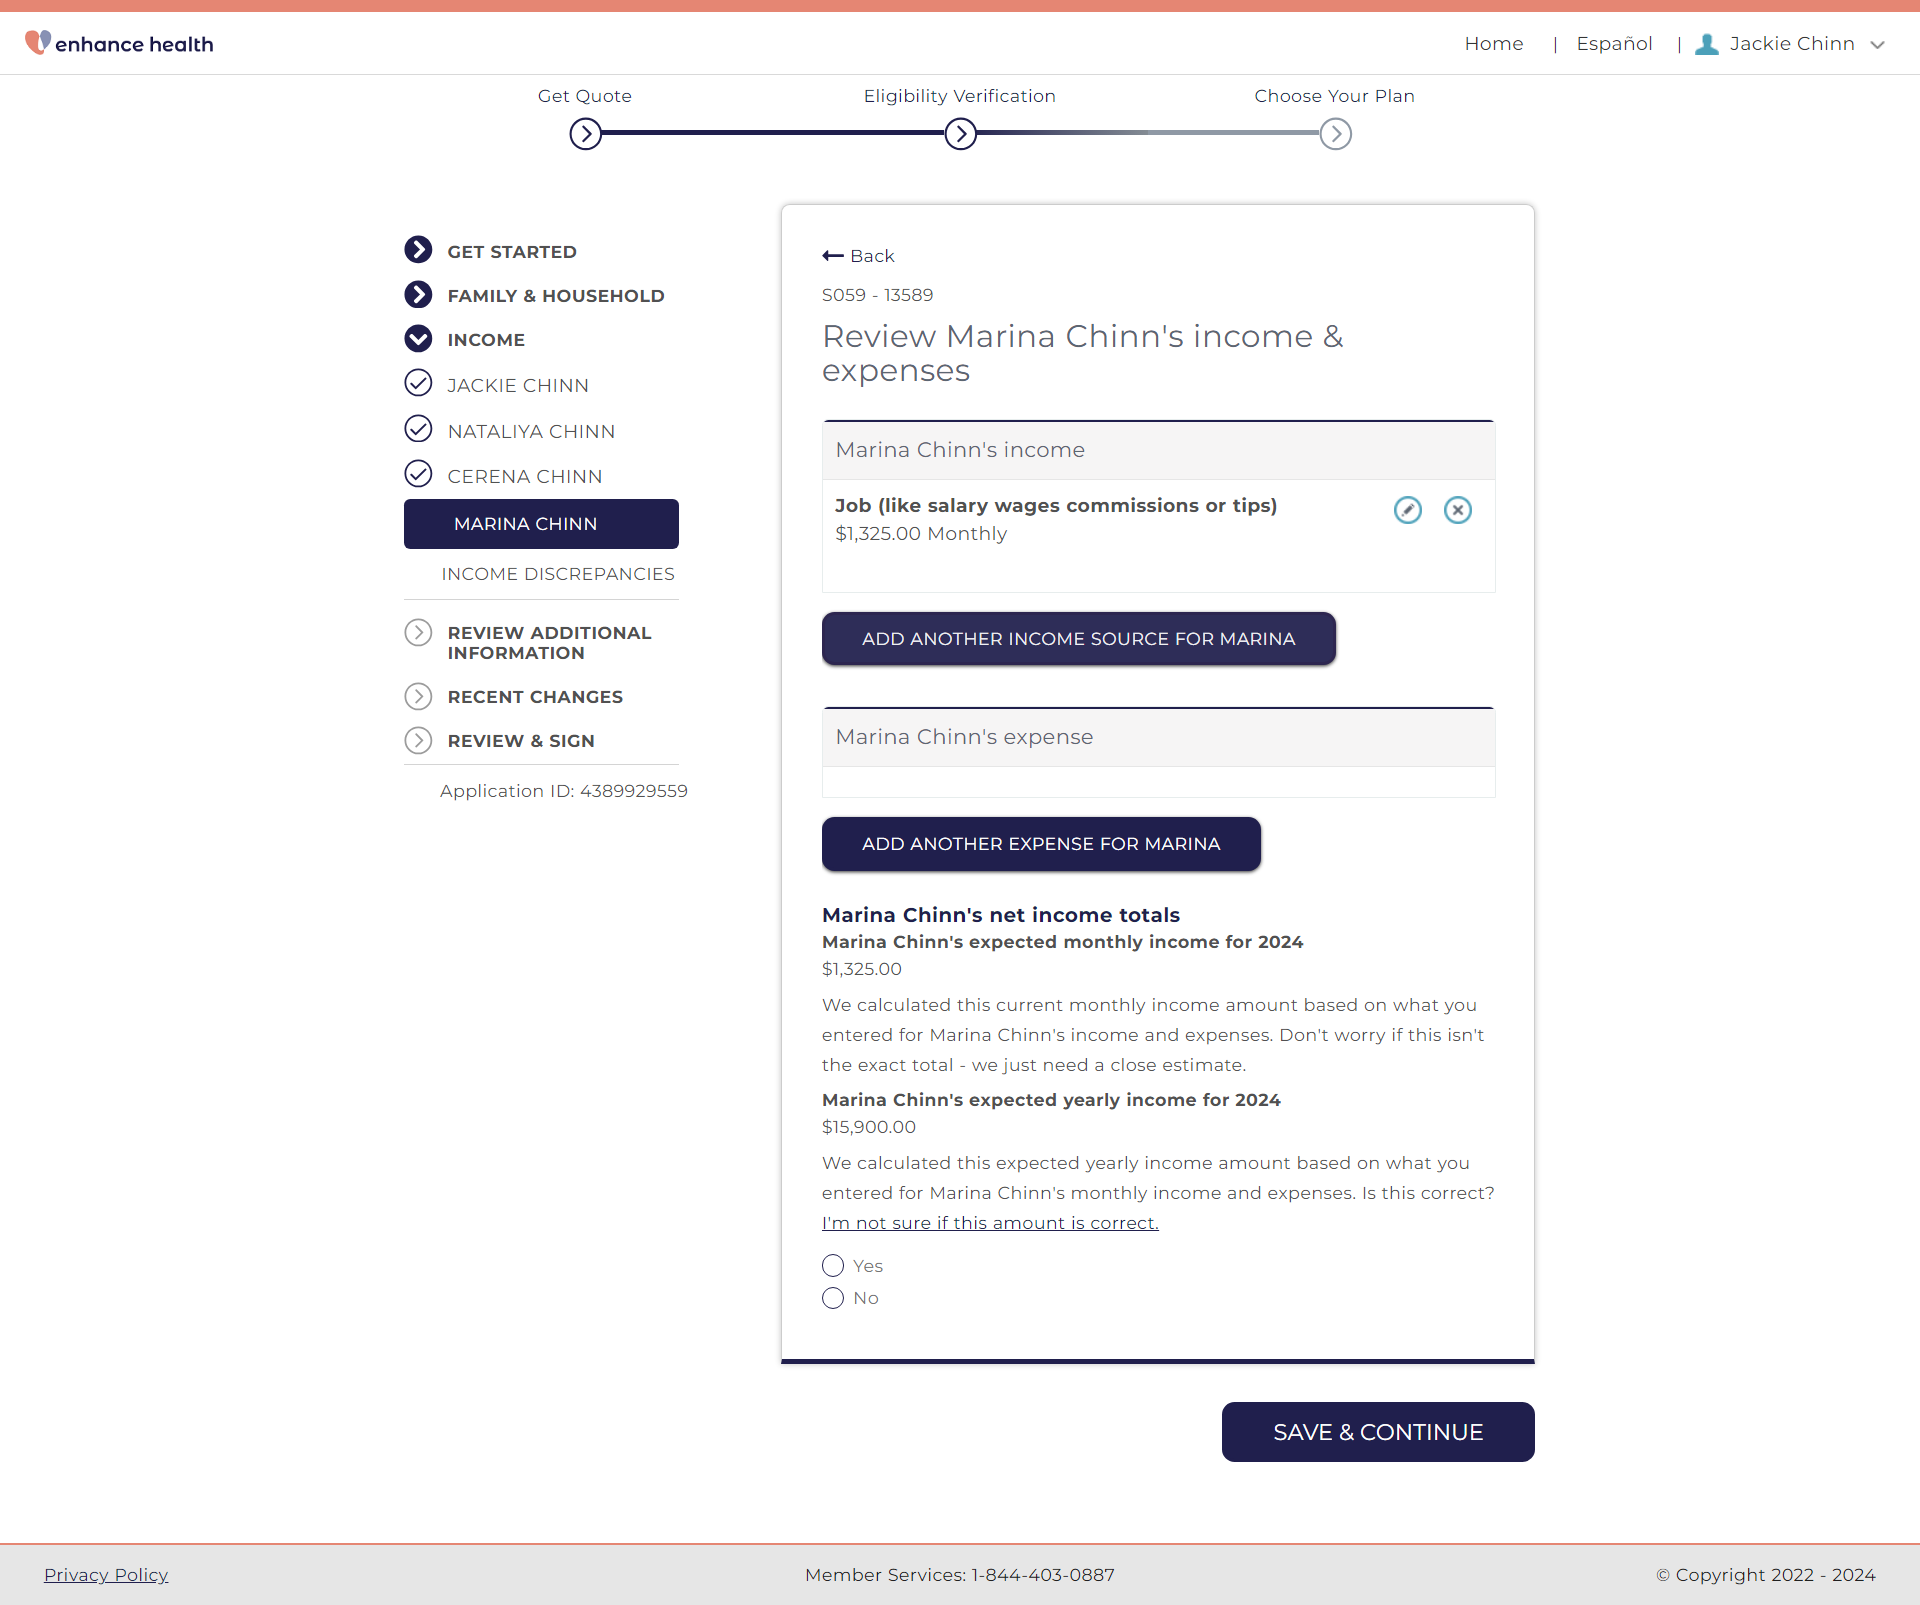 enhance health
Home | Español | Jackie Chinn
Get Quote
Eligibility Verification
Choose Your Plan
GET STARTED
FAMILY & HOUSEHOLD
INCOME
JACKIE CHINN
NATALIYA CHINN
CERENA CHINN
MARINA CHINN
INCOME DISCREPANCIES
REVIEW ADDITIONAL
INFORMATION
RECENT CHANGES
REVIEW & SIGN
Application ID: 4389929559
Back
S059 - 13589
Review Marina Chinn's income &
expenses
Marina Chinn's income
Job (like salary wages commissions or tips)
$1,325.00 Monthly
ADD ANOTHER INCOME SOURCE FOR MARINA
Marina Chinn's expense
ADD ANOTHER EXPENSE FOR MARINA
Marina Chinn's net income totals
Marina Chinn's expected monthly income for 2024
$1,325.00
We calculated this current monthly income amount based on what you
entered for Marina Chinn's income and expenses. Don't worry if this isn't
the exact total - we just need a close estimate.
Marina Chinn's expected yearly income for 2024
$15,900.00
We calculated this expected yearly income amount based on what you
entered for Marina Chinn's monthly income and expenses. Is this correct?
I'm not sure if this amount is correct.
Yes
No
SAVE & CONTINUE
Privacy Policy
Member Services: 1-844-403-0887
© Copyright 2022 - 2024